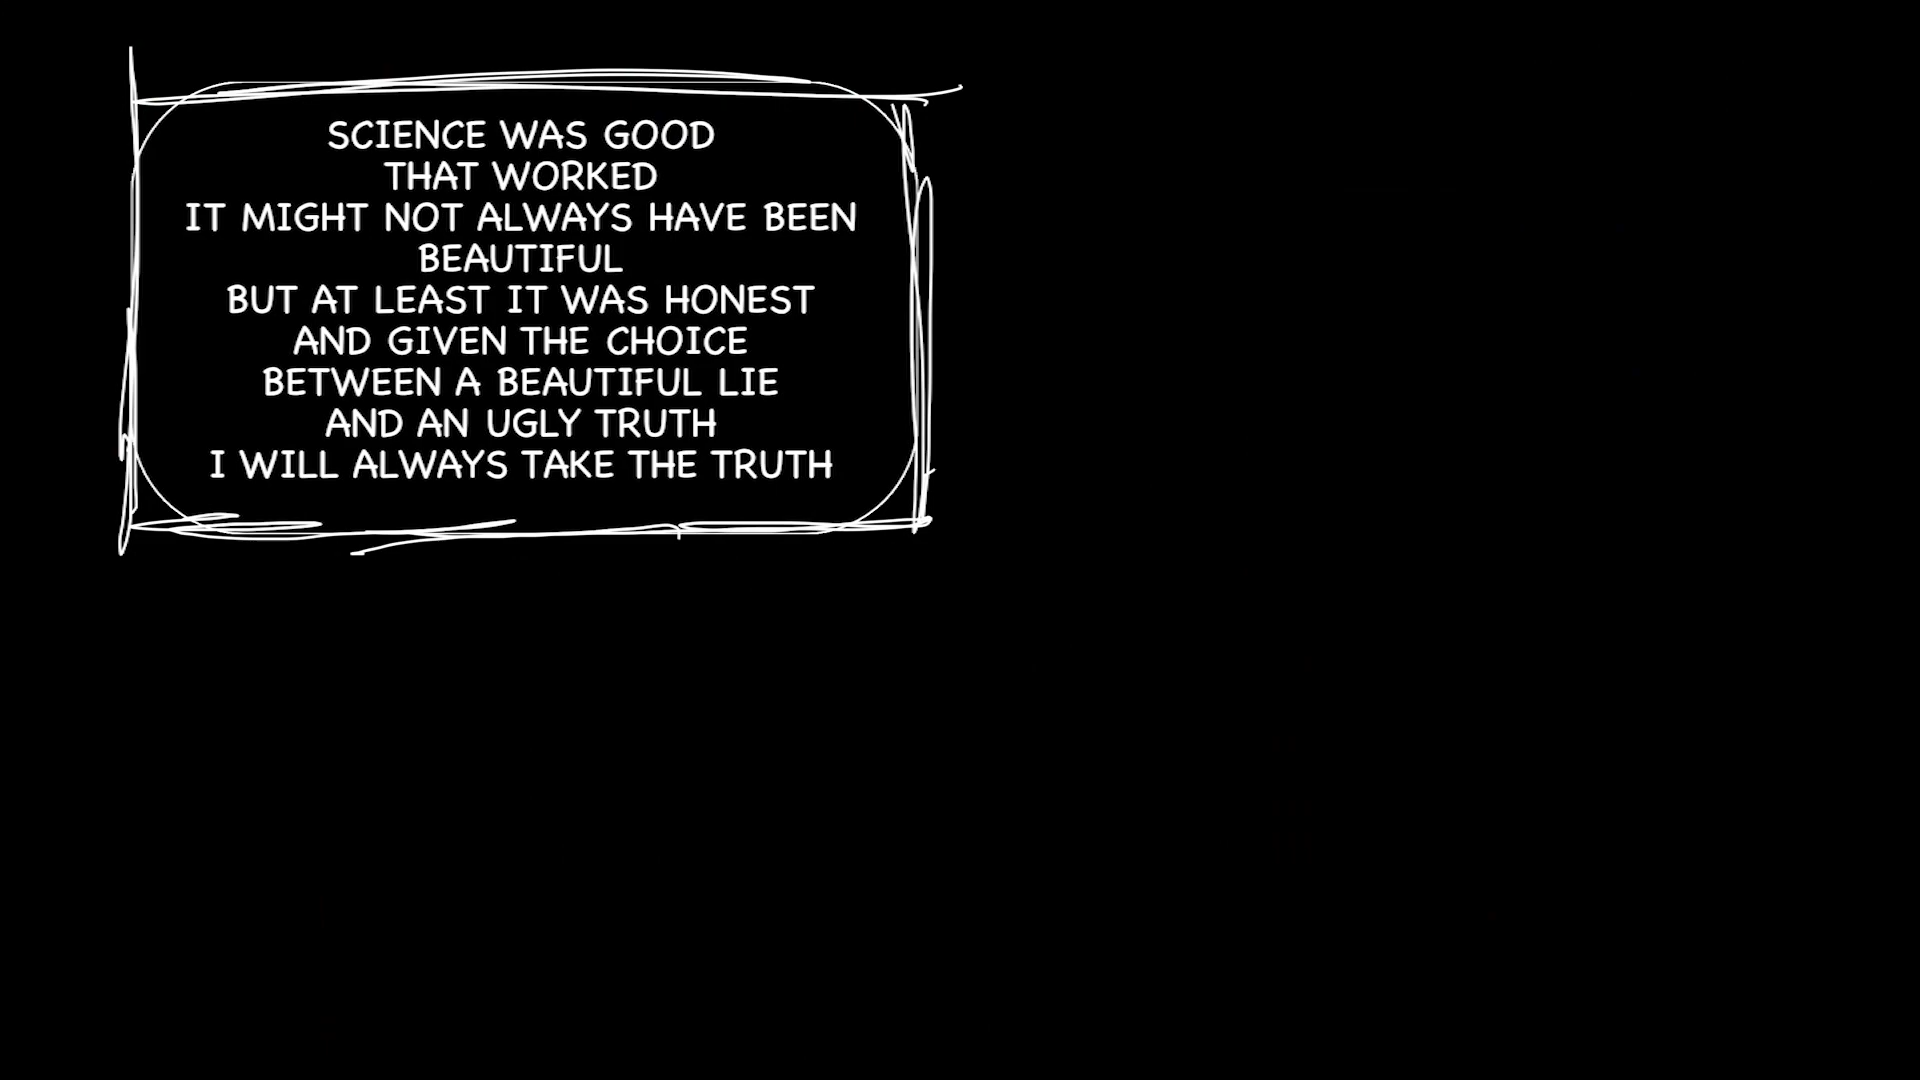 SCIENCE WAS GOOD
THAT WORKED
IT MIGHT NOT ALWAYS HAVE BEEN
BEAUTIFUL
BUT AT LEAST IT WAS HONEST
AND GIVEN THE CHOICE
BETWEEN A BEAUTIFUL LIE
AND AN UGLY TRUTH
I WILL ALWAYS TAKE THE TRUTH